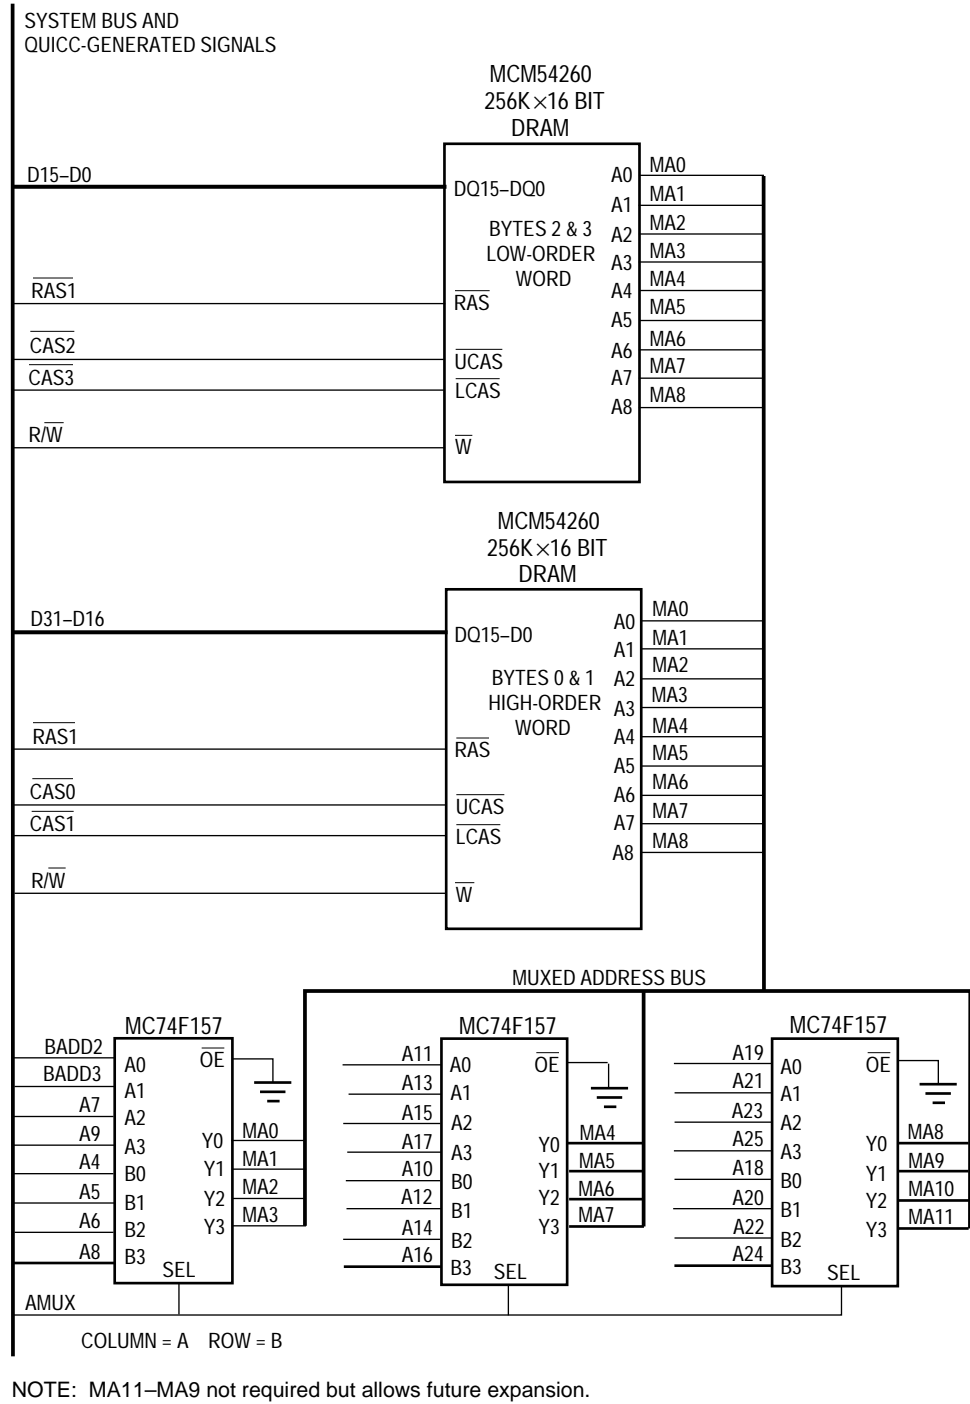 SYSTEM BUS AND
QUICC-GENERATED SIGNALS
MCM54260
256K×16 BIT
DRAM
D15–D0
DQ15–DQ0
BYTES 2 & 3
LOW-ORDER
WORD
RAS1
RAS
CAS2
UCAS
CAS3
LCAS
R/W
W
A0 MA0
A1 MA1
A2 MA2
A3 MA3
A4 MA4
A5 MA5
A6 MA6
A7 MA7
A8 MA8
MCM54260
256K×16 BIT
DRAM
D31–D16
DQ15–D0
BYTES 0 & 1
HIGH-ORDER
WORD
RAS1
RAS
CAS0
UCAS
CAS1
LCAS
R/W
W
A0 MA0
A1 MA1
A2 MA2
A3 MA3
A4 MA4
A5 MA5
A6 MA6
A7 MA7
A8 MA8
MUXED ADDRESS BUS
MC74F157
BADD2 A0
BADD3 A1
A7 A2
A9 A3
A4 B0
A5 B1
A6 B2
A8 B3
OE
Y0 MA0
Y1 MA1
Y2 MA2
Y3 MA3
SEL
MC74F157
A11 A0
A13 A1
A15 A2
A17 A3
A10 B0
A12 B1
A14 B2
A16 B3
OE
Y0 MA4
Y1 MA5
Y2 MA6
Y3 MA7
SEL
MC74F157
A19 A0
A21 A1
A23 A2
A25 A3
A18 B0
A20 B1
A22 B2
A24 B3
OE
Y0 MA8
Y1 MA9
Y2 MA10
Y3 MA11
SEL
AMUX
COLUMN = A ROW = B
NOTE: MA11–MA9 not required but allows future expansion.